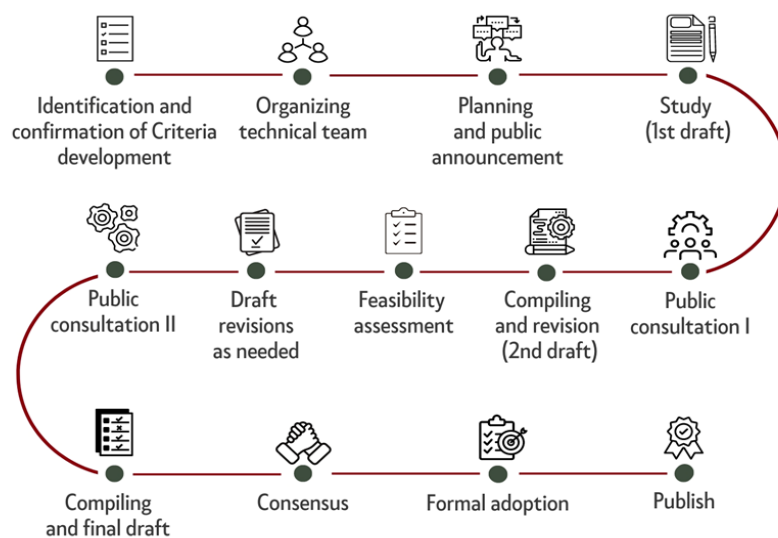 Identification and
confirmation of Criteria
development
Organizing
technical team
Planning
and public
announcement
Study
(1st draft)
Public
consultation II
Draft
revisions
as needed
Feasibility
assessment
Compiling
and revision
(2nd draft)
Public
consultation I
Compiling
and final draft
Consensus
Formal adoption
Publish